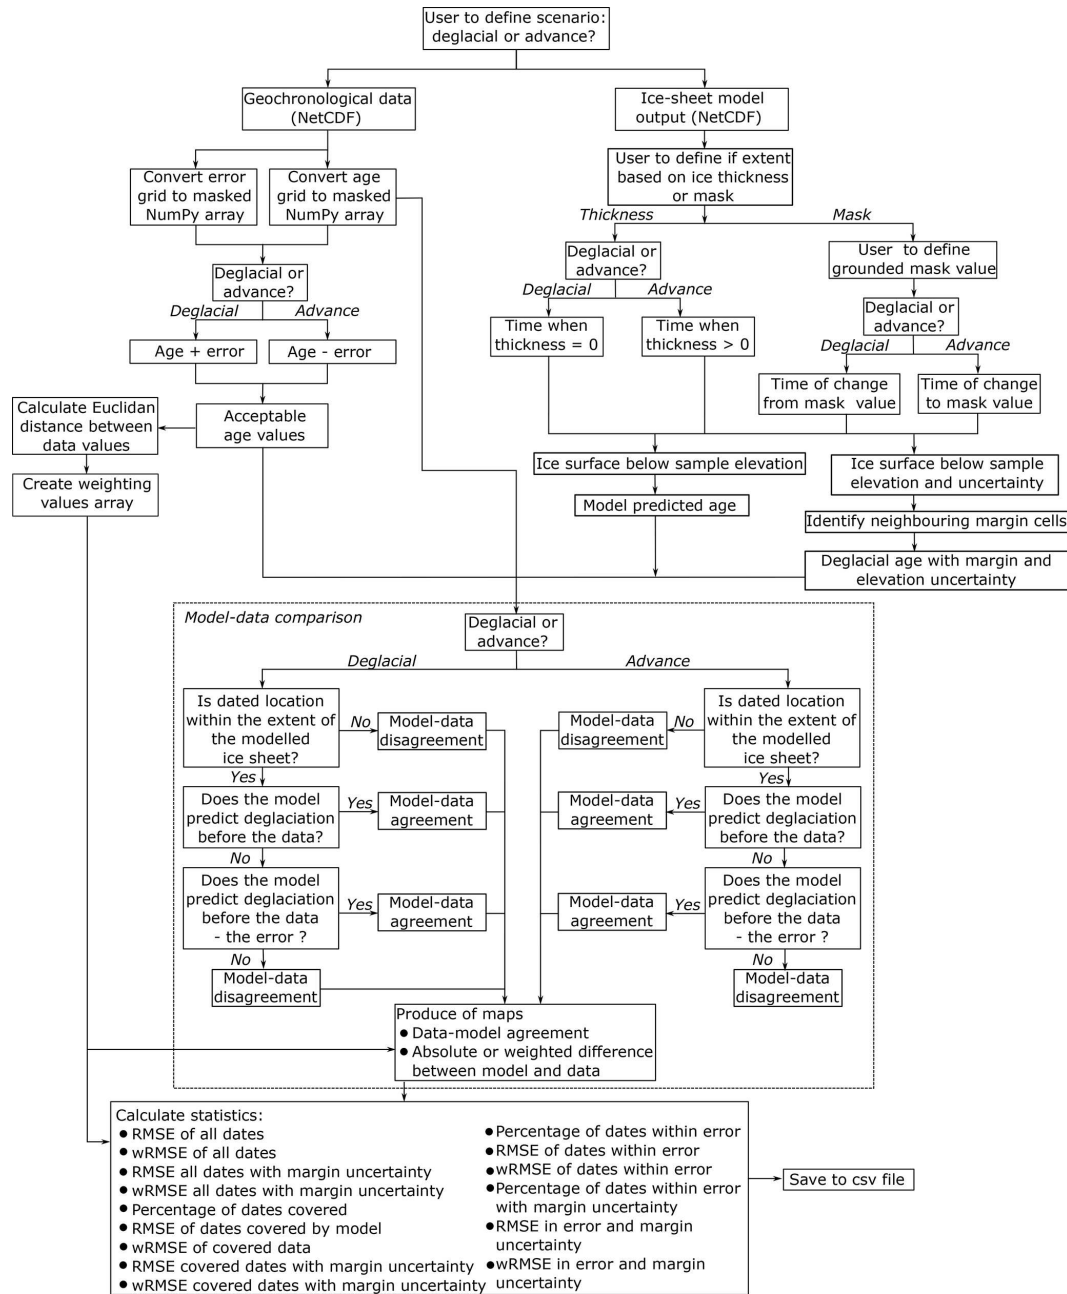 User to define scenario:
deglacial or advance?
Geochronological data
(NetCDF)
Ice-sheet model
output (NetCDF)
Convert error
grid to masked
NumPy array
Convert age
grid to masked
NumPy array
User to define if extent
based on ice thickness
or mask
Thickness
Mask
Deglacial or
advance?
Deglacial
Advance
Age + error
Age - error
Acceptable
age values
Calculate Euclidan
distance between
data values
Create weighting
values array
Deglacial or
advance?
Deglacial
Advance
Time when
thickness = 0
Time when
thickness > 0
User to define
grounded mask value
Deglacial or
advance?
Deglacial
Advance
Time of change
from mask value
Time of change
to mask value
Ice surface below sample elevation
Model predicted age
Ice surface below sample
elevation and uncertainty
Identify neighbouring margin cells
Deglacial age with margin and
elevation uncertainty
Model-data comparison
Deglacial or
advance?
Deglacial
Advance
Is dated location
within the extent of
the modelled
ice sheet?
No
Model-data
disagreement
Yes
Does the model
predict deglaciation
before the data?
Yes
Model-data
agreement
No
Does the model
predict deglaciation
before the data
- the error ?
Yes
Model-data
agreement
No
Model-data
disagreement
Model-data
disagreement
No
Is dated location
within the extent of
the modelled
ice sheet?
Yes
Model-data
agreement
Yes
Does the model
predict deglaciation
before the data?
No
Model-data
agreement
Yes
Does the model
predict deglaciation
before the data
- the error ?
No
Model-data
disagreement
Produce of maps
● Data-model agreement
● Absolute or weighted difference
between model and data
Calculate statistics:
● RMSE of all dates
● wRMSE of all dates
● RMSE all dates with margin uncertainty
● wRMSE all dates with margin uncertainty
● Percentage of dates covered
● RMSE of dates covered by model
● wRMSE of covered data
● RMSE covered dates with margin uncertainty
● wRMSE covered dates with margin uncertainty
● Percentage of dates within error
● RMSE of dates within error
● wRMSE of dates within error
● Percentage of dates within error
with margin uncertainty
● RMSE in error and margin
uncertainty
● wRMSE in error and margin
uncertainty
Save to csv file